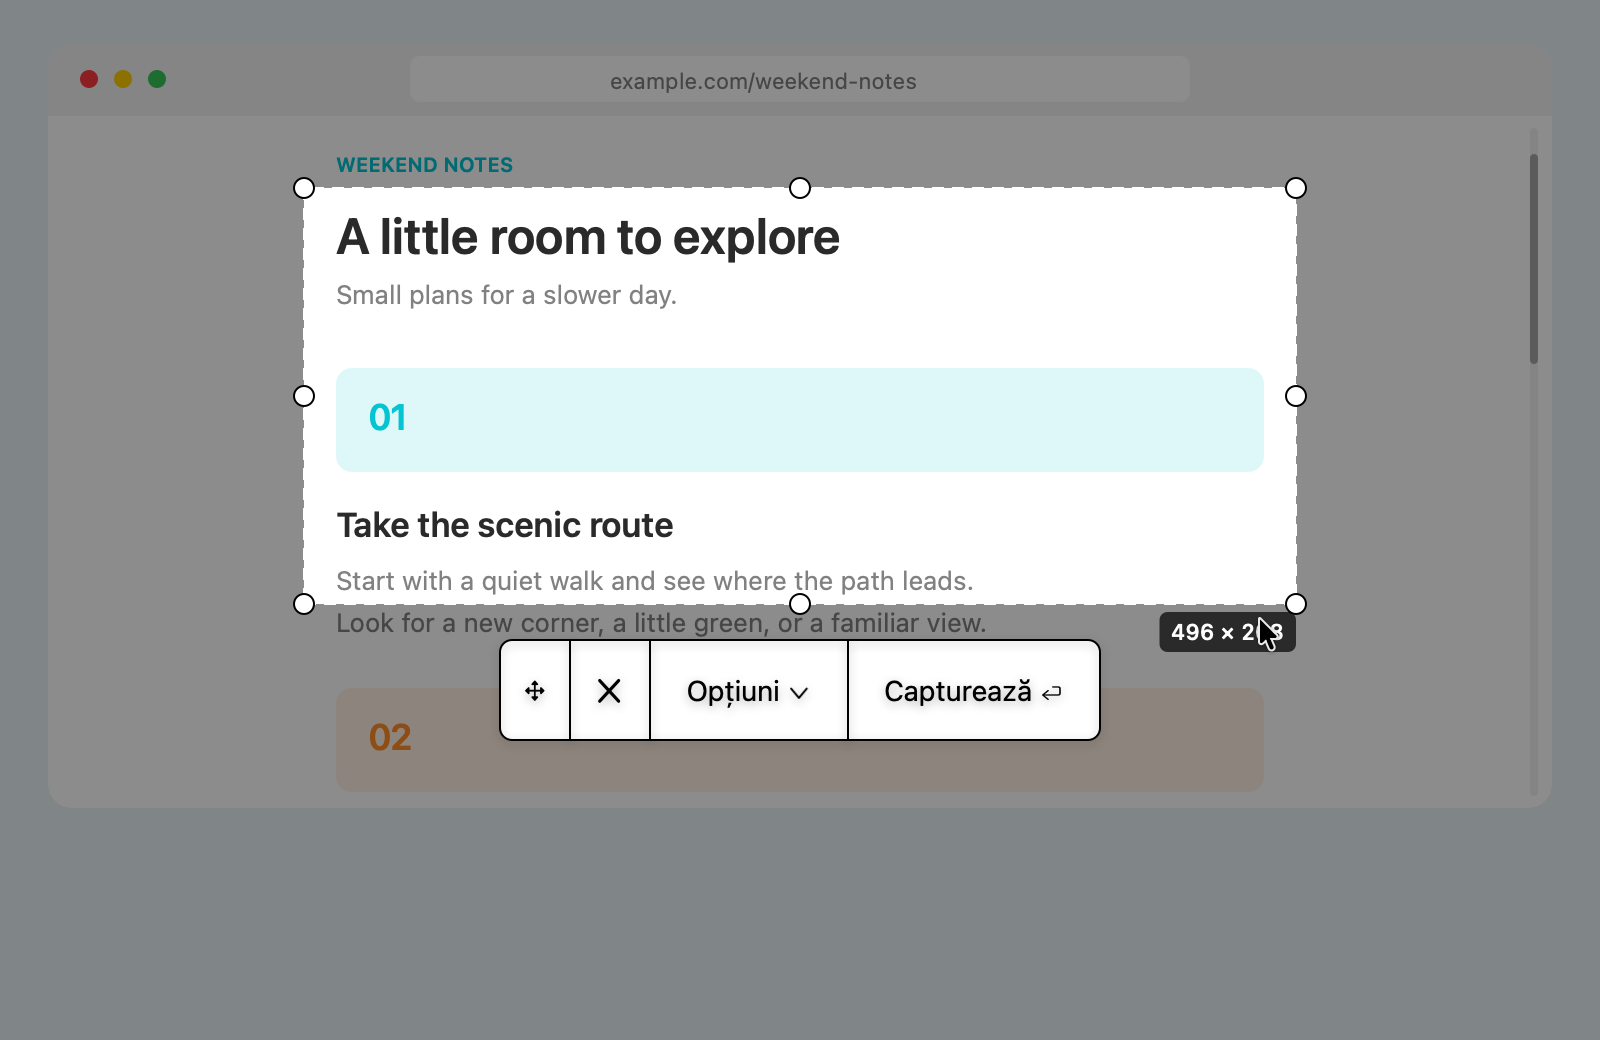 example.com/weekend-notes
WEEKEND NOTES
A little room to explore
Small plans for a slower day.
01
Take the scenic route
Start with a quiet walk and see where the path leads.
Look for a new corner, a little green, or a familiar view.
496 ×
Opțiuni
Capturează
02